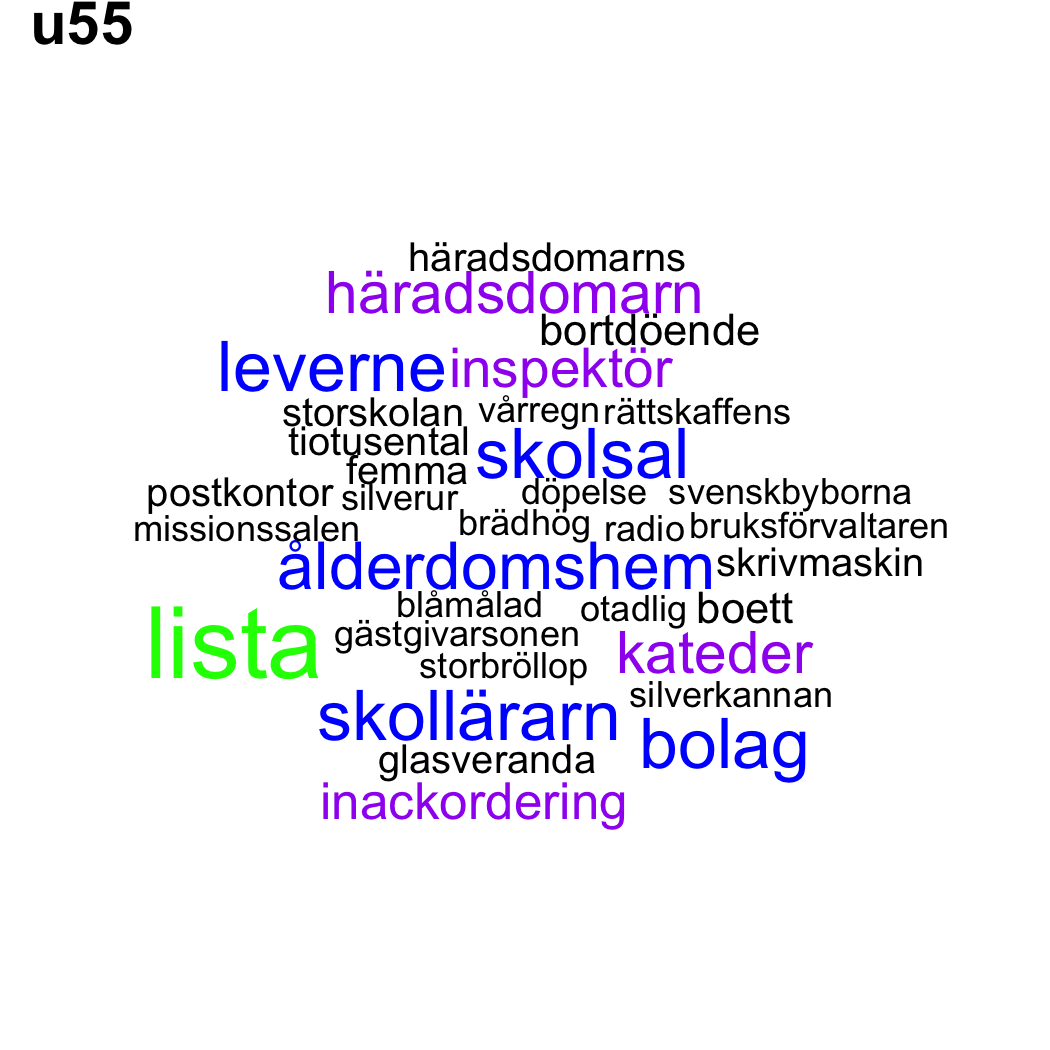 u55
häradsdomarns
häradsdomarn
bortdöende
leverne inspektör
storskolan vårregn rättskaffens
tiotusental skolsal
femma
postkontor silverur döpelse svenskbyborna
missionssalen brädhög radio bruksförvaltaren
ålderdomshem skrivmaskin
blåmålad otadlig boett
lista gästgivarsonen kateder
storbröllop
silverkannan
skollärarn bolag
glasveranda
inackordering